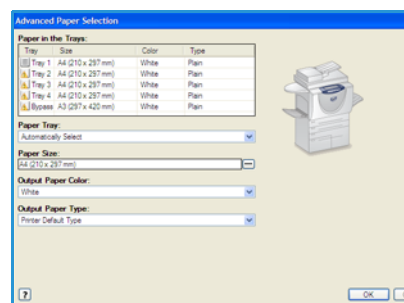 Advanced Paper Selection
Paper in the Trays:
Tray Size Color Type
Tray 1 A4 (210 x 297 mm) White Plain
Tray 2 A4 (210 x 297 mm) White Plain
Tray 3 A4 (210 x 297 mm) White Plain
Tray 4 A4 (210 x 297 mm) White Plain
Bypass A3 (297 x 420 mm) White Plain
Paper Tray:
Automatically Select
Paper Size:
A4 (210 x 297 mm)
Output Paper Color:
White
Output Paper Type:
Printer Default Type
?
OK